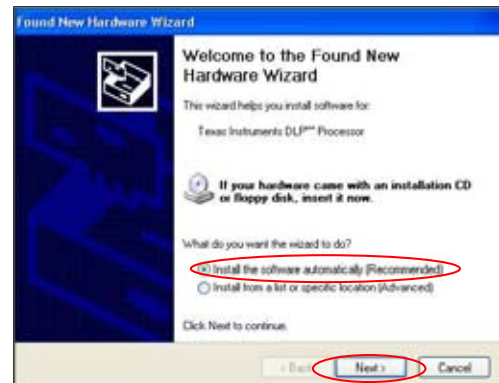 Found New Hardware Wizard
Welcome to the Found New
Hardware Wizard
This wizard helps you install software for:
Texas Instruments DLP™ Processor
If your hardware came with an installation CD
or floppy disk, insert it now.
What do you want the wizard to do?
Install the software automatically (Recommended)
Install from a list or specific location (Advanced)
Click Next to continue.
< Back Next > Cancel